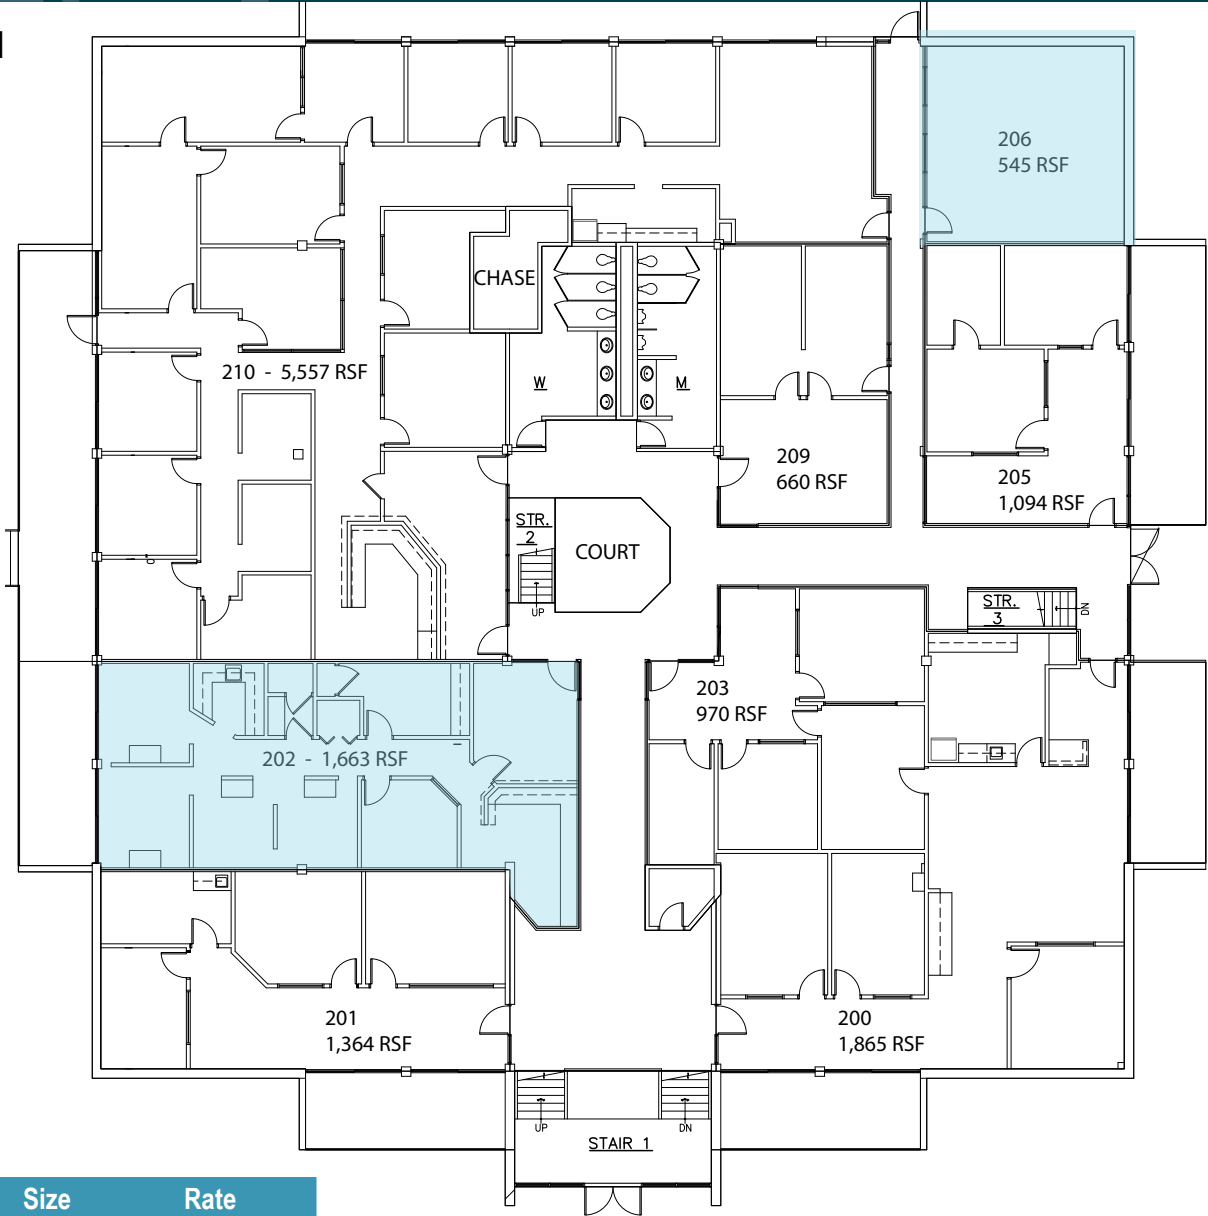 206
545 RSF
CHASE
210 - 5,557 RSF
W
M
209
660 RSF
205
1,094 RSF
STR.
2
COURT
UP
STR.
3
DN
203
970 RSF
202 - 1,663 RSF
201
1,364 RSF
200
1,865 RSF
UP
DN
STAIR 1
Size Rate